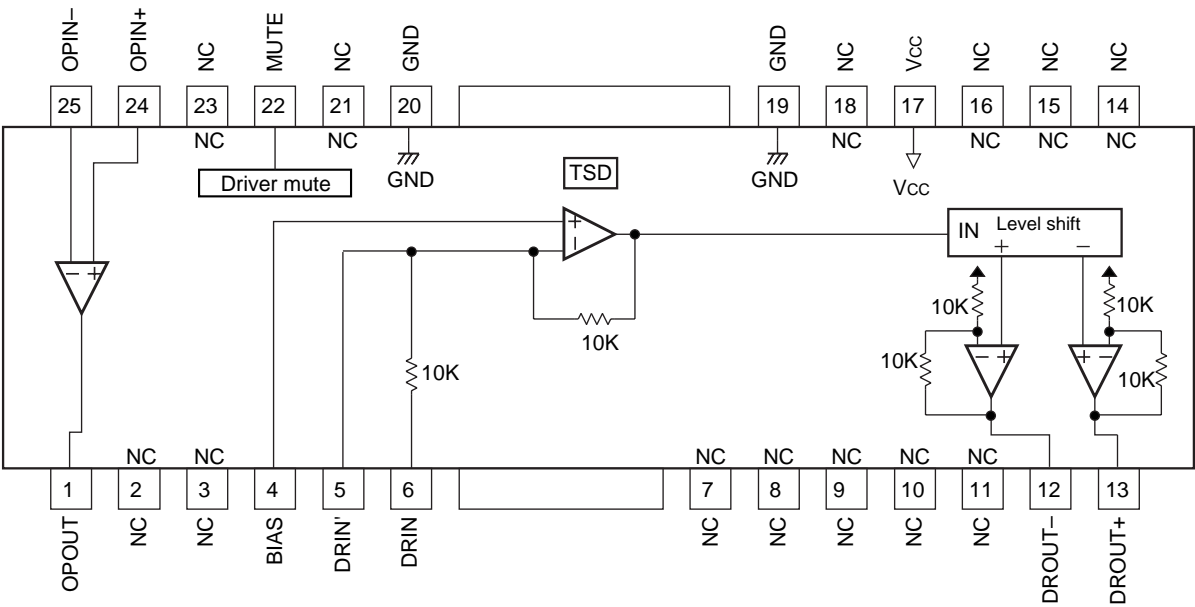 OPIN– OPIN+ NC MUTE NC GND GND NC Vcc NC NC NC
25 24 23 22 21 20 19 18 17 16 15 14
NC NC NC NC NC NC
Driver mute GND GND Vcc
TSD
+
–
IN Level shift
+ –
– +
10K 10K
10K
– + + –
10K 10K
10K
NC NC NC NC NC NC NC
1 2 3 4 5 6 7 8 9 10 11 12 13
OPOUT NC NC BIAS DRIN' DRIN NC NC NC NC NC DROUT– DROUT+